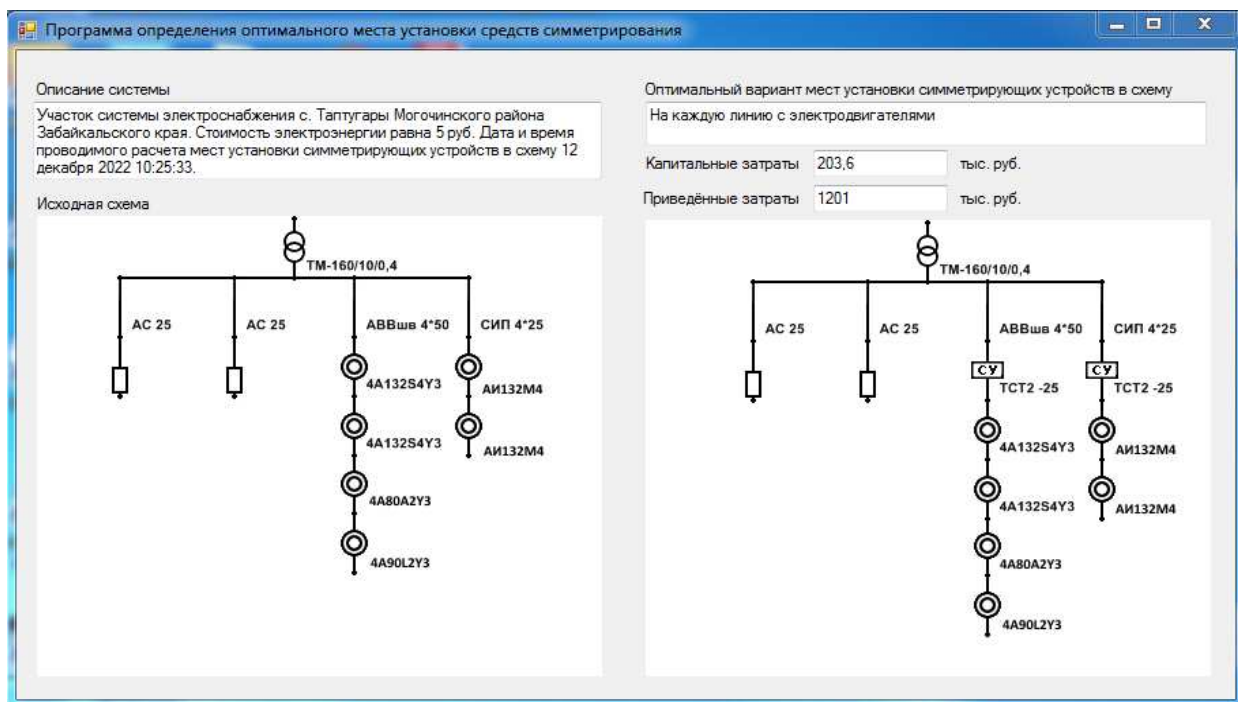 Программа определения оптимального места установки средств симметрирования
Описание системы
Участок системы электроснабжения с. Таптугары Могочинского района
Забайкальского края. Стоимость электроэнергии равна 5 руб. Дата и время
проводимого расчета мест установки симметрирующих устройств в схему 12
декабря 2022 10:25:33.
Исходная схема
ТМ-160/10/0,4
АС 25
АС 25
АВВшв 4*50
СИП 4*25
4А132S4У3
АИ132М4
4А132S4У3
АИ132М4
4А80А2У3
4А90L2У3
Оптимальный вариант мест установки симметрирующих устройств в схему
На каждую линию с электродвигателями
Капитальные затраты 203,6 тыс. руб.
Приведённые затраты 1201 тыс. руб.
ТМ-160/10/0,4
АС 25
АС 25
АВВшв 4*50
СИП 4*25
СУ
СУ
ТСТ2 -25
ТСТ2 -25
4А132S4У3
АИ132М4
4А132S4У3
АИ132М4
4А80А2У3
4А90L2У3